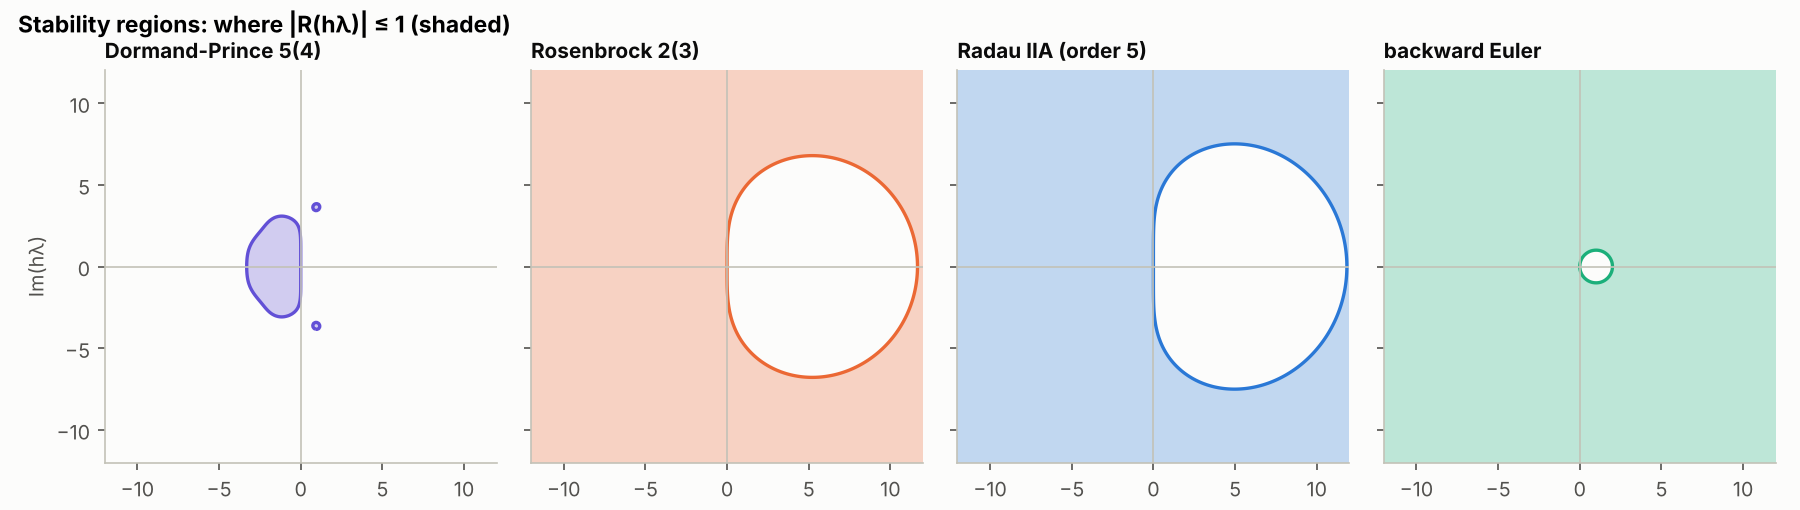 Stability regions: where |R(hλ)| ≤ 1 (shaded)
Dormand-Prince 5(4)
Rosenbrock 2(3)
Radau IIA (order 5)
backward Euler
Im(hλ)
10
5
0
−5
−10
−10 −5 0 5 10
−10 −5 0 5 10
−10 −5 0 5 10
−10 −5 0 5 10